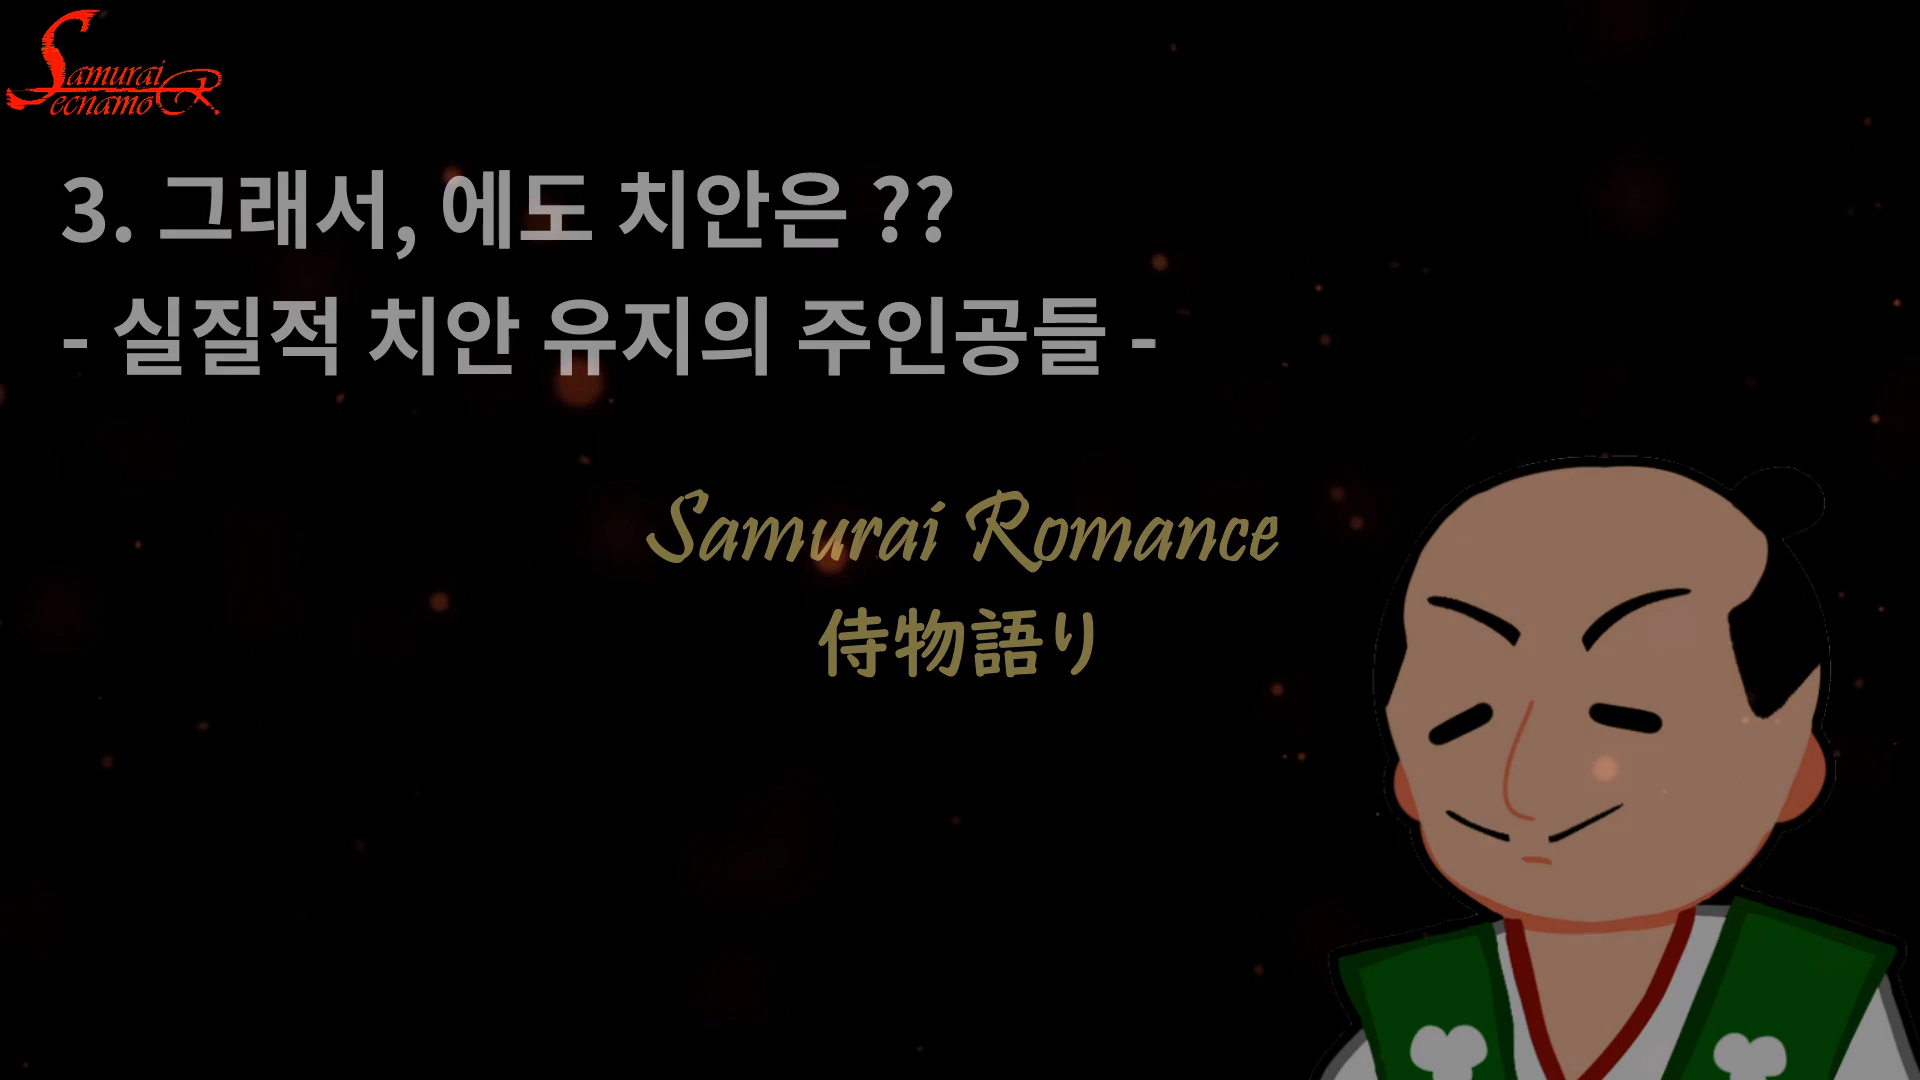 Samurai
ecnamoR
3. 그래서, 에도 치안은 ??
- 실질적 치안 유지의 주인공들 -
Samurai Romance
侍物語り